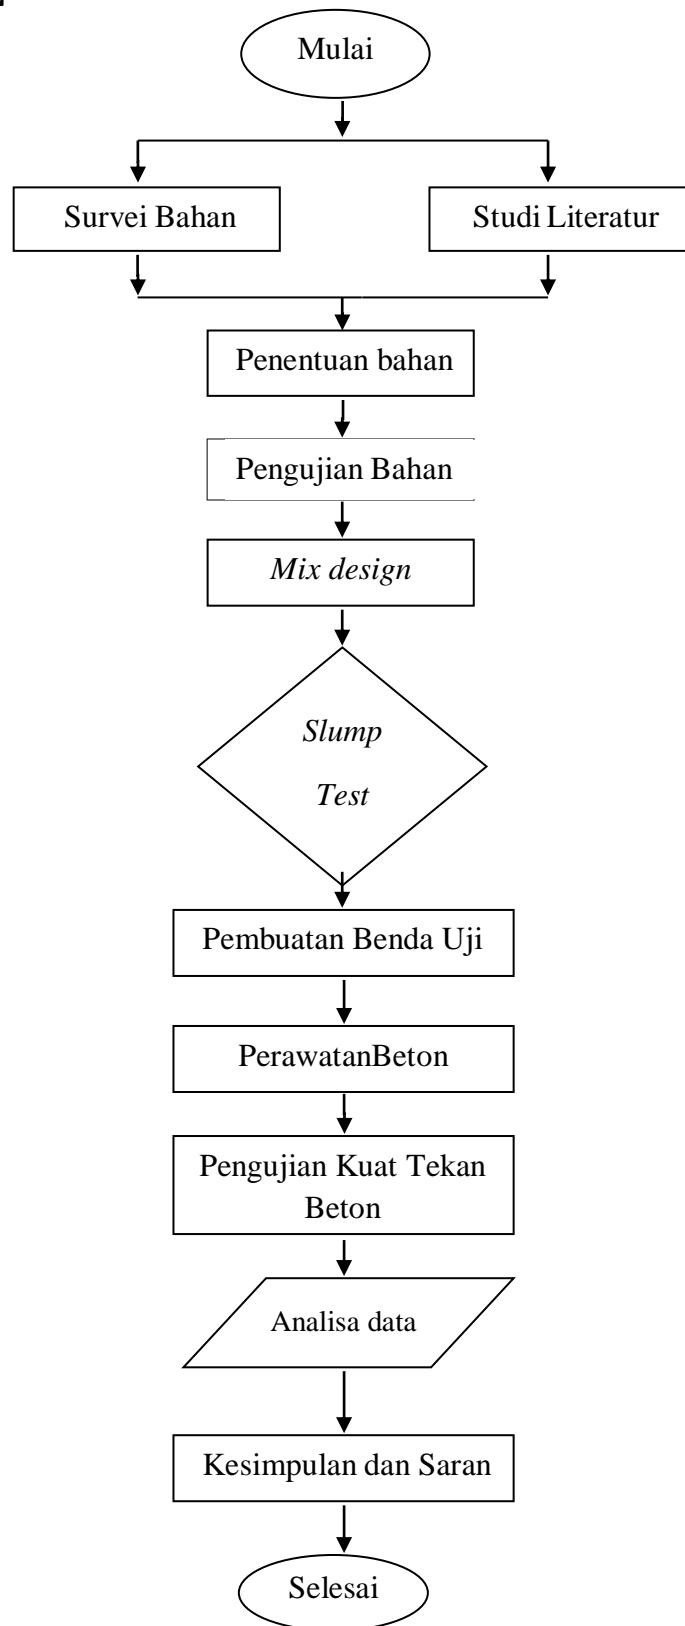 Mulai
Survei Bahan
Studi Literatur
Penentuan bahan
Pengujian Bahan
Mix design
Slump
Test
Pembuatan Benda Uji
PerawatanBeton
Pengujian Kuat Tekan
Beton
Analisa data
Kesimpulan dan Saran
Selesai